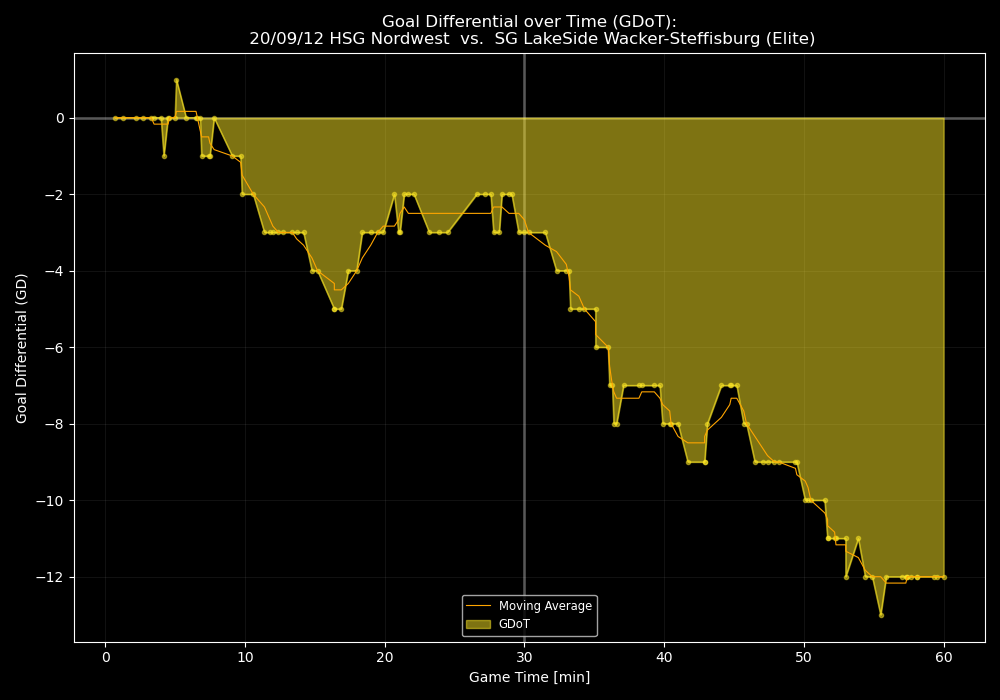 Goal Differential over Time (GDoT):
20/09/12 HSG Nordwest  vs.  SG LakeSide Wacker-Steffisburg (Elite)
Goal Differential (GD)
0
−2
−4
−6
−8
−10
−12
Moving Average
GDoT
0 10 20 30 40 50 60
Game Time [min]